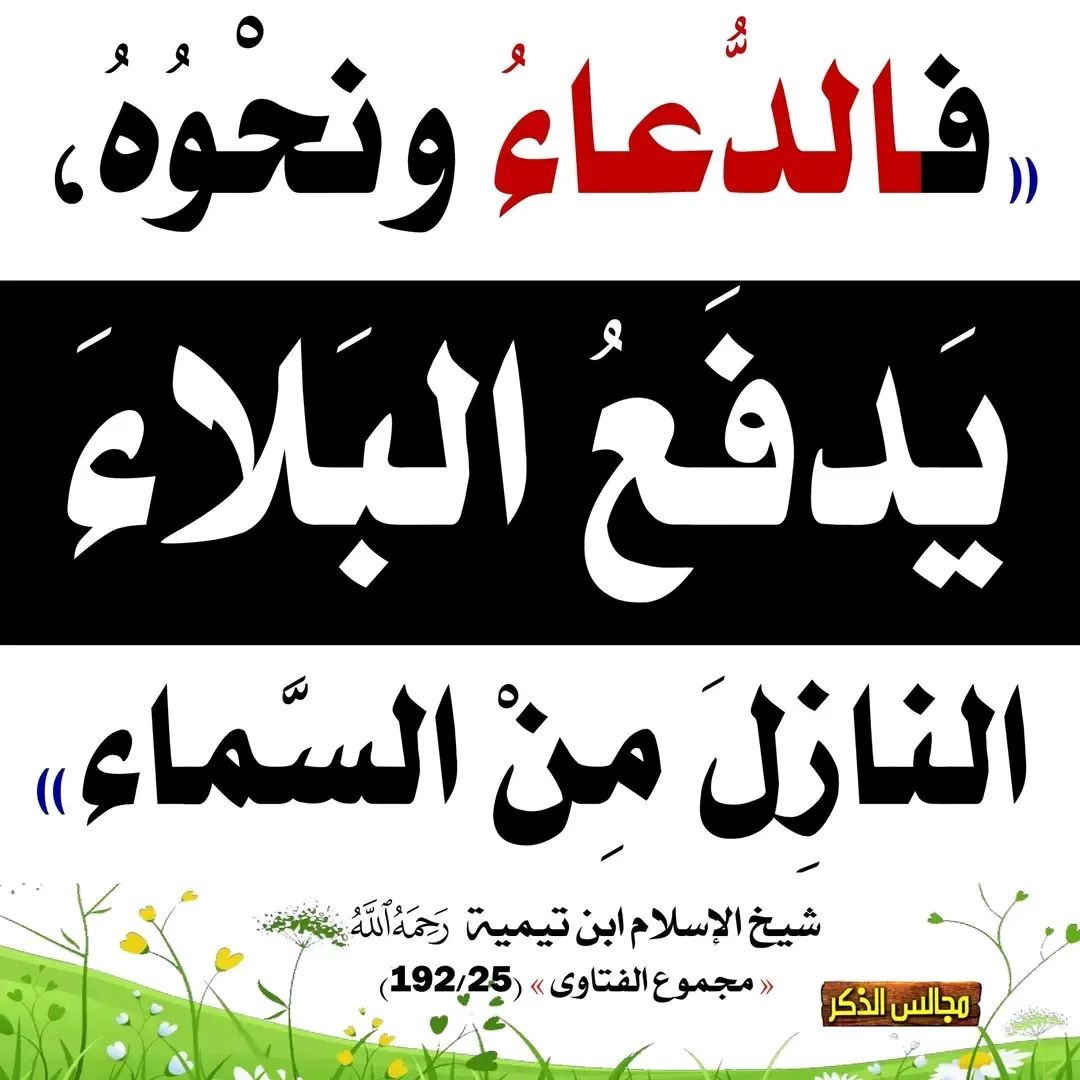 « فالدُّعاءُ ونحْوُهُ،
يَدفَعُ البَلاءَ
النازِلَ مِنْ السَّماء »
شيخ الإسلام ابن تيمية رَحِمَهُ ٱللَّهُ
« مجموع الفتاوى » (192/25)
مجالس الذكر